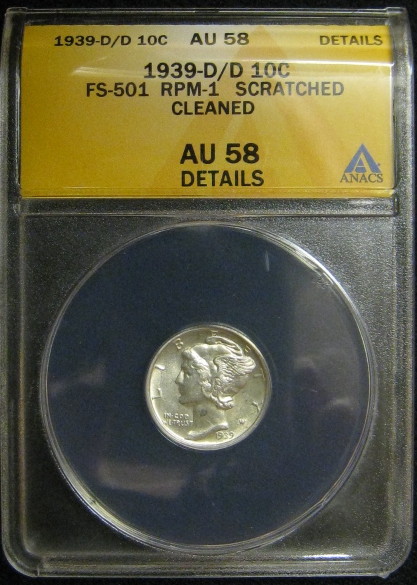 1939-D/D 10C AU 58 DETAILS
1939-D/D 10C
FS-501 RPM-1 SCRATCHED
CLEANED
AU 58
DETAILS
ANACS
LIBERTY
IN GOD
WE TRUST
1939